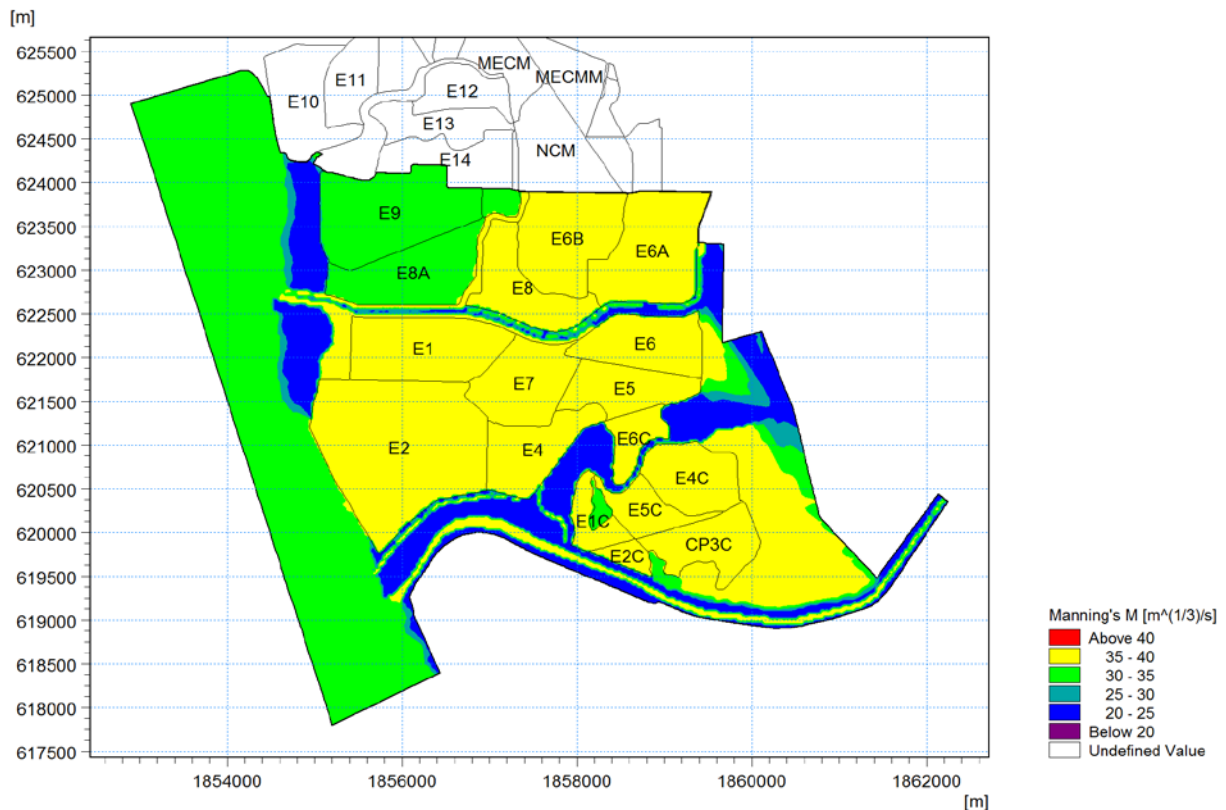 [m]
625500
625000
624500
624000
623500
623000
622500
622000
621500
621000
620500
620000
619500
619000
618500
618000
617500
MECM
MECMM
E11
E10
E12
E13
E14
NCM
E9
E6B
E6A
E8A
E8
E1
E6
E7
E5
E2
E4
E6C
E4C
E1C
E5C
E2C
CP3C
1854000
1856000
1858000
1860000
1862000
[m]
Manning's M [m^(1/3)/s]
Above 40
35 - 40
30 - 35
25 - 30
20 - 25
Below 20
Undefined Value